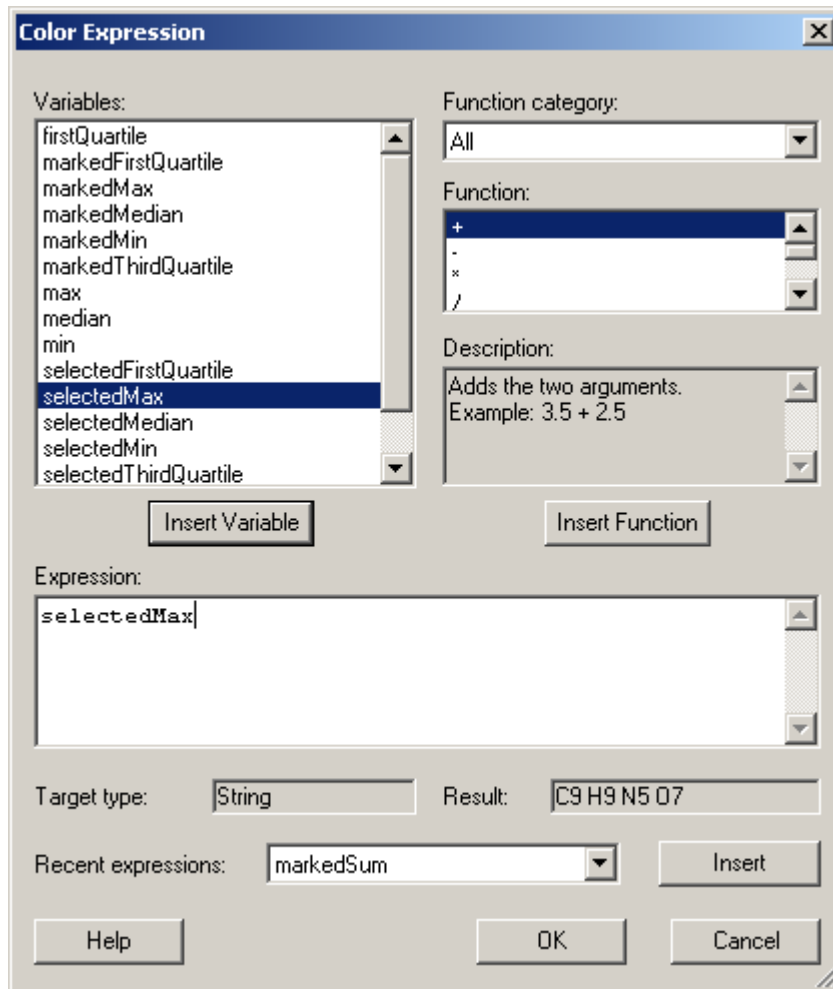 Color Expression
Variables:
firstQuartile
markedFirstQuartile
markedMax
markedMedian
markedMin
markedThirdQuartile
max
median
min
selectedFirstQuartile
selectedMax
selectedMedian
selectedMin
selectedThirdQuartile
Insert Variable
Function category:
All
Function:
+
-
*
/
Description:
Adds the two arguments.
Example: 3.5 + 2.5
Insert Function
Expression:
selectedMax
Target type: String Result: C9 H9 N5 O7
Recent expressions: markedSum Insert
Help OK Cancel